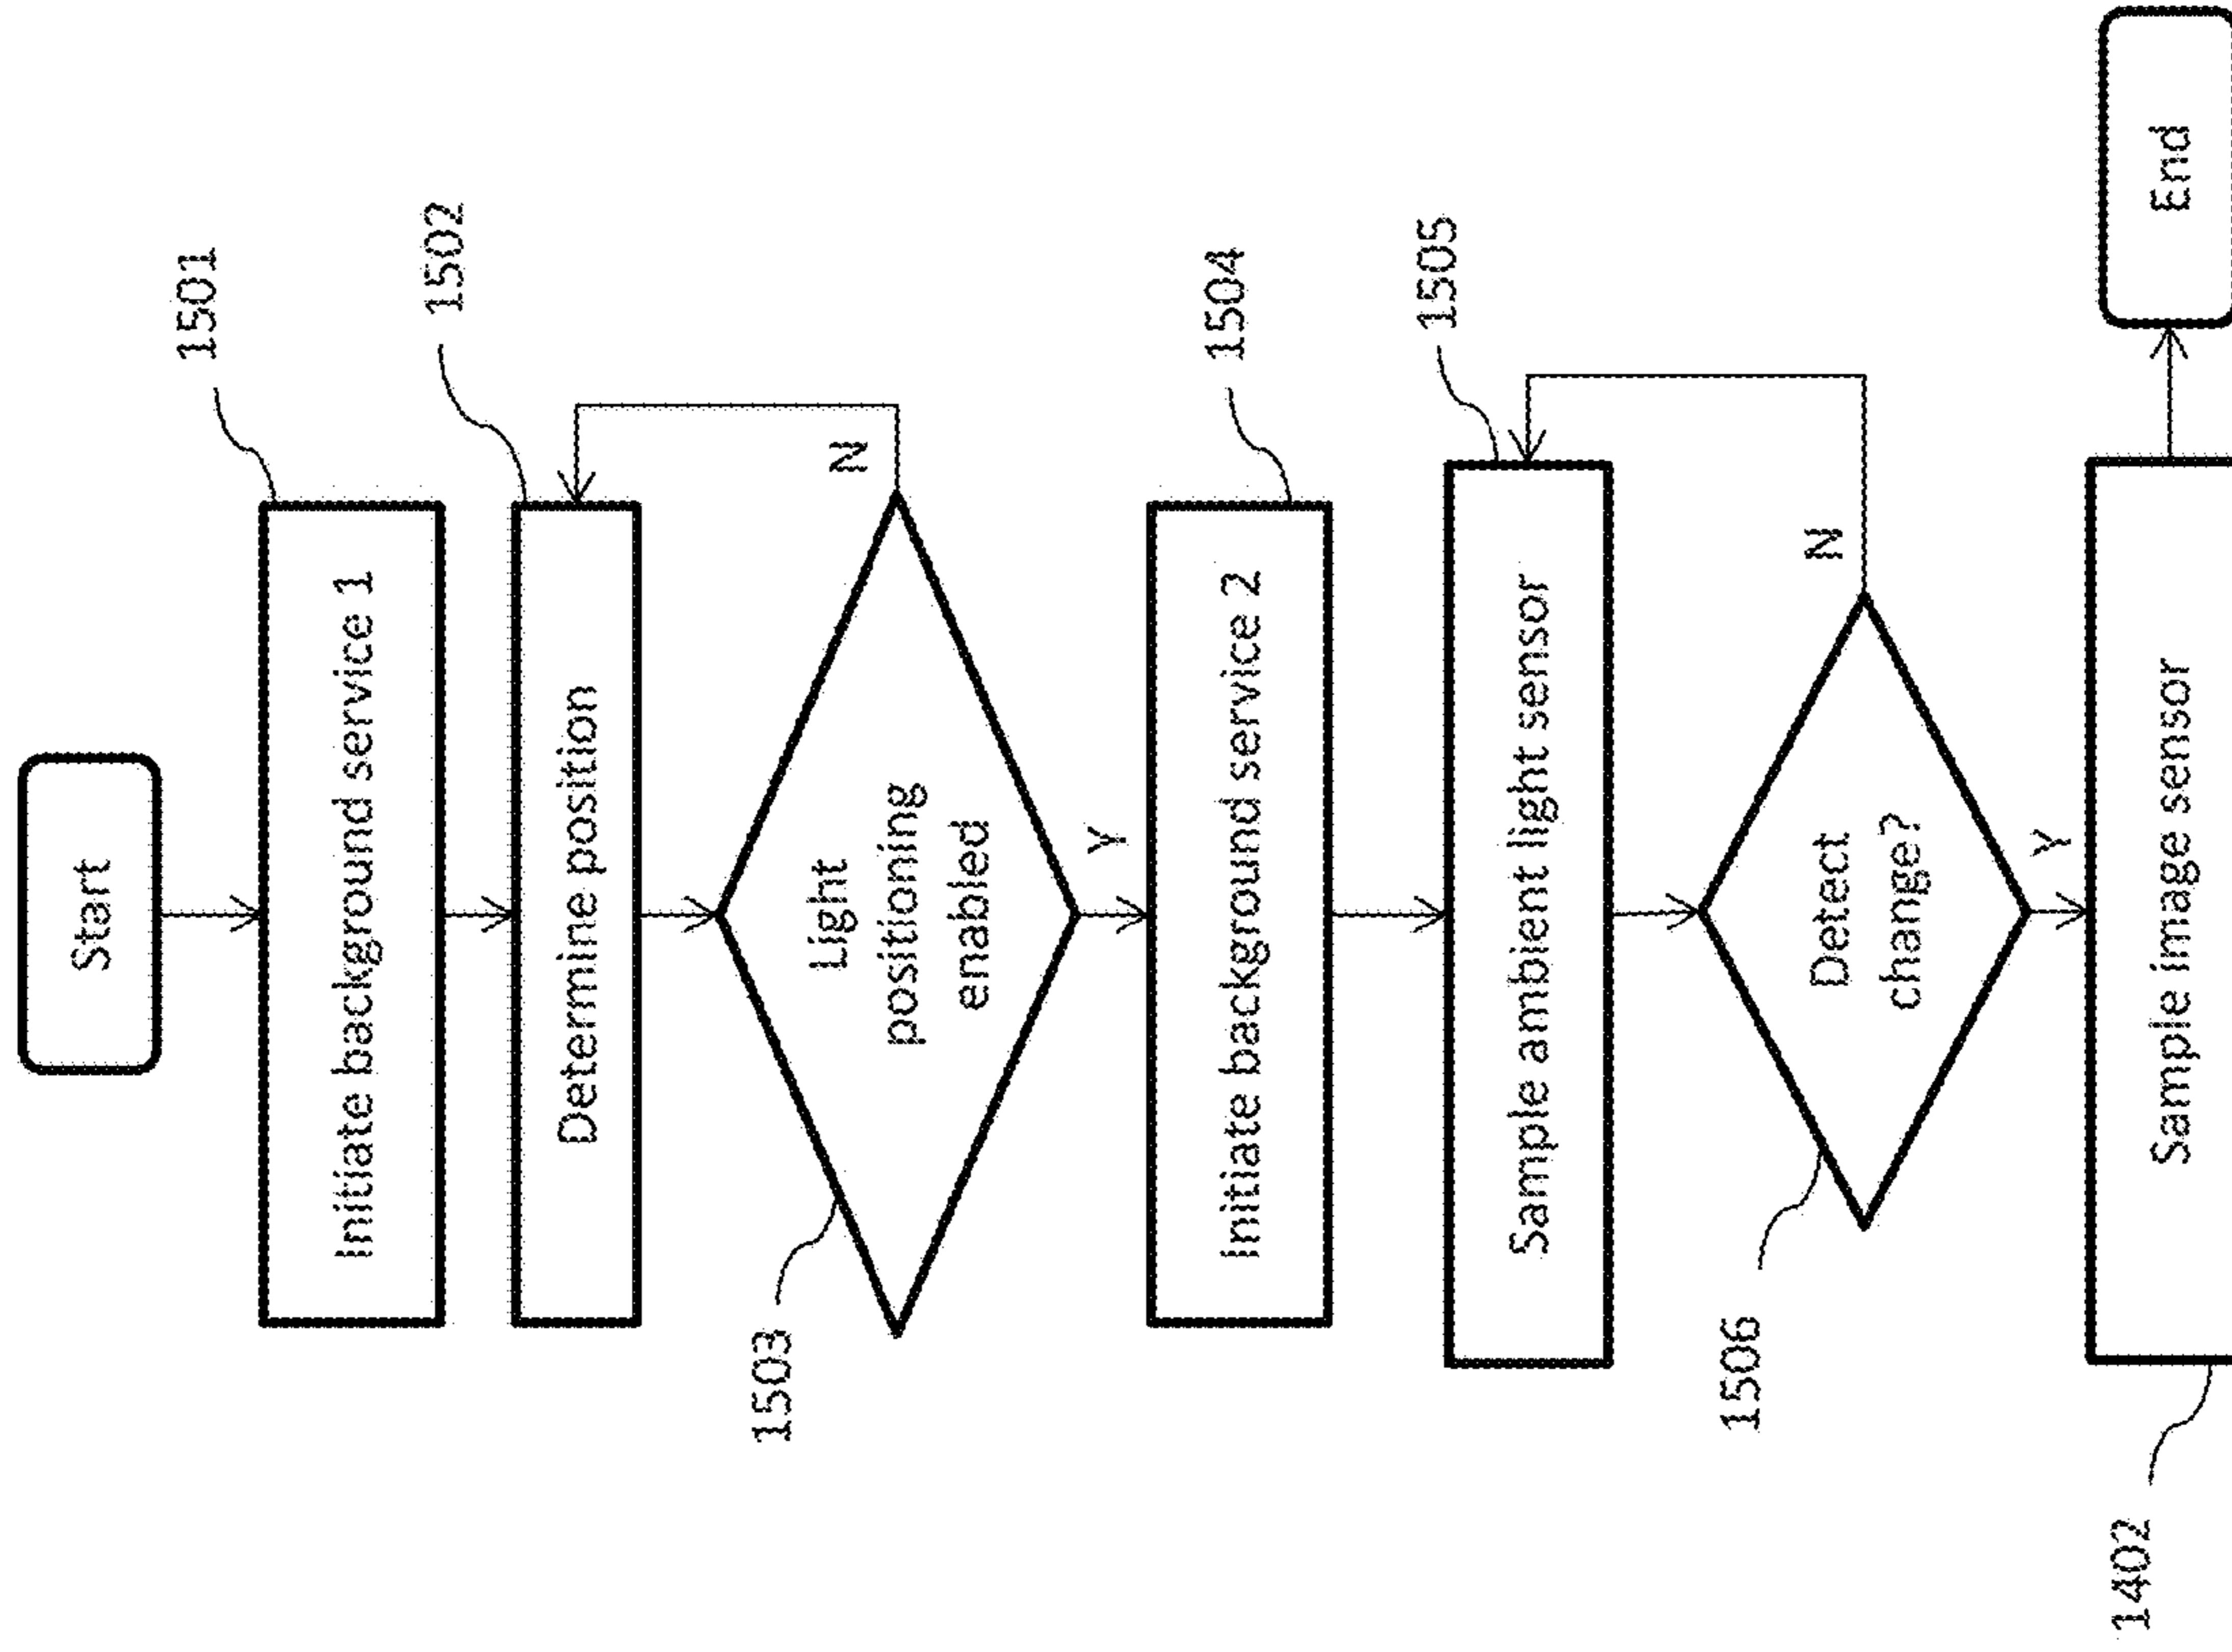 Start
1501
Initiate background service 1
1502
Determine position
1503
Light
positioning
enabled
N
Y
1504
Initiate background service 2
1505
Sample ambient light sensor
1506
Detect
change?
N
Y
1402
Sample image sensor
End